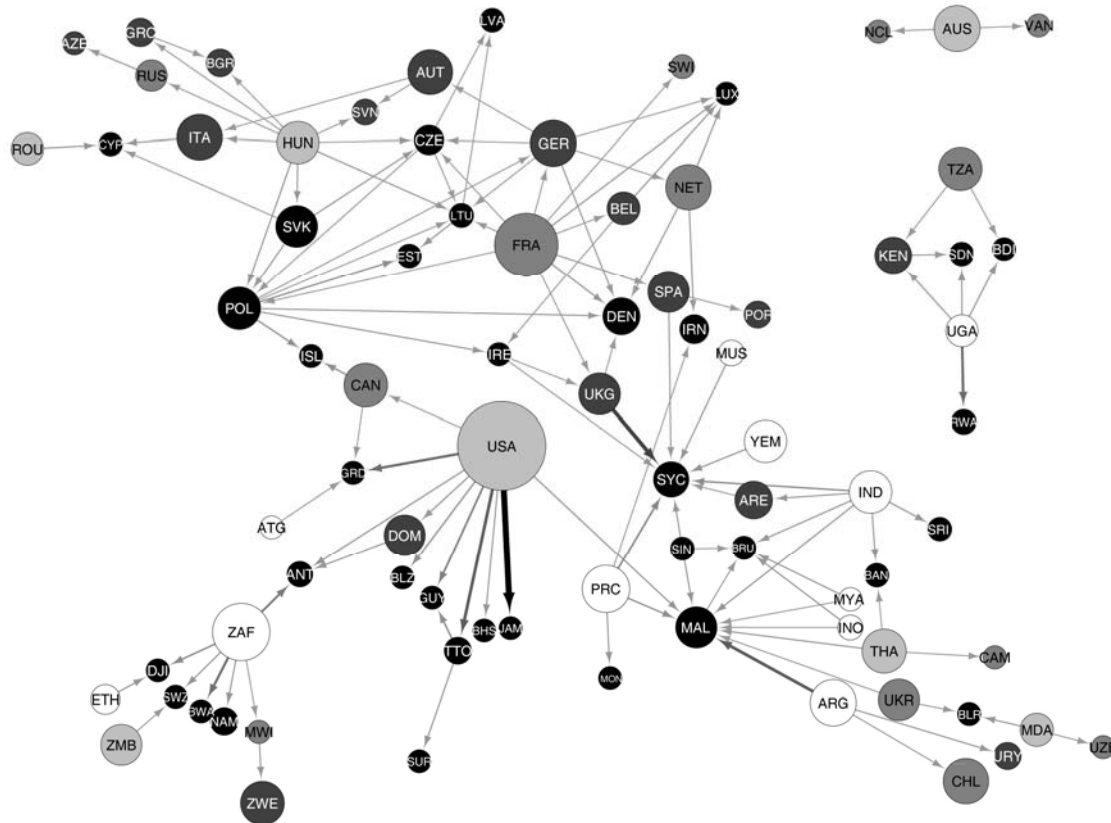 LVA
NCL
AUS
VAN
AZE
GRC
BGR
RUS
AUT
SWI
LUX
SVN
ITA
HUN
CZE
GER
ROU
CYP
NET
TZA
SVK
LTU
BEL
FRA
EST
KEN
SDN
BDI
SPA
POL
DEN
POR
IRN
UGA
ISL
IRE
MUS
CAN
UKG
RWA
USA
YEM
GRD
SYC
ARE
IND
ATG
DOM
SRI
ANT
BLZ
SIN
BRU
BAN
GUY
PRC
MYA
ZAF
TTO
BHS
JAM
MAL
INO
DJI
THA
CAM
ETH
SWZ
MON
BWA
NAM
MWI
ARG
UKR
BLR
ZMB
MDA
UZB
SUR
URY
CHL
ZWE